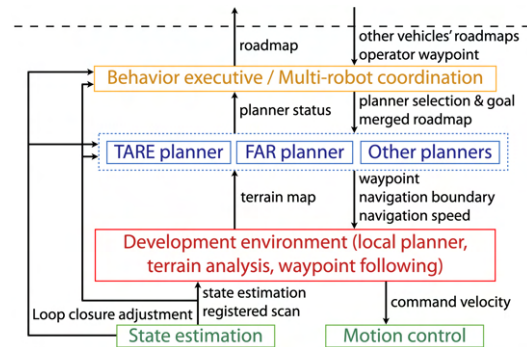 roadmap
other vehicles' roadmaps
operator waypoint
Behavior executive / Multi-robot coordination
planner status
planner selection & goal
merged roadmap
TARE planner
FAR planner
Other planners
terrain map
waypoint
navigation boundary
navigation speed
Development environment (local planner,
terrain analysis, waypoint following)
Loop closure adjustment
state estimation
registered scan
command velocity
State estimation
Motion control